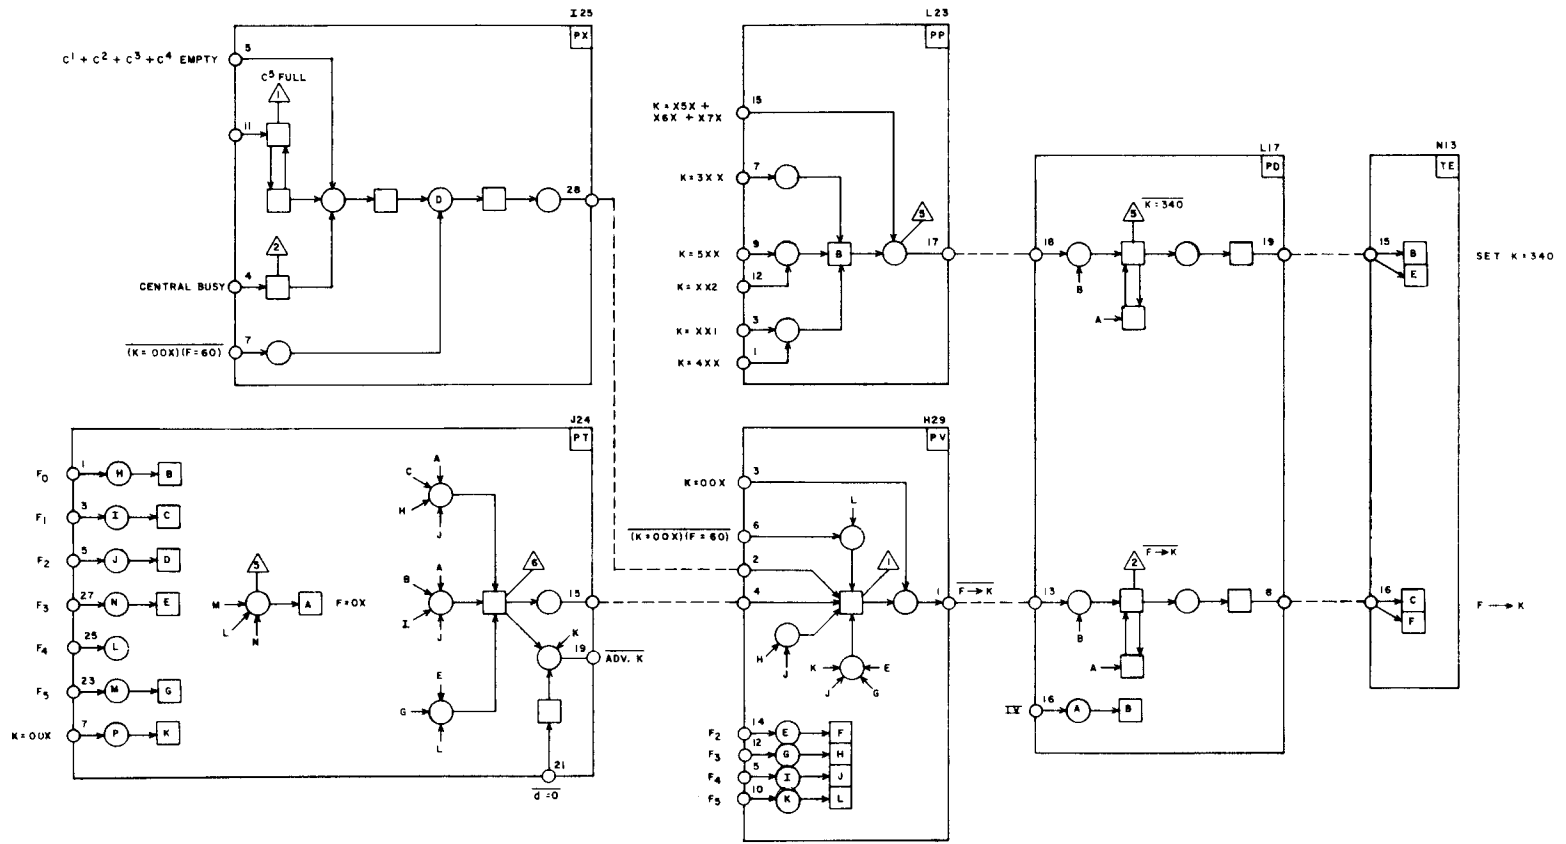 I25
PX
5
C¹ + C² + C³ + C⁴ EMPTY
C⁵ FULL
1
11
D
28
2
4
CENTRAL BUSY
7
(K=00X)(F=60)
L23
PP
K = X5X +
X6X + X7X
15
7
K=3XX
5
9
K=5XX
B
17
12
K=XX2
3
K=XX1
1
K=4XX
L17
PD
5
K=340
18
19
B
A
N13
TE
15
B
E
SET K=340
J24
PT
F₀ 1 H B
F₁ 3 I C
F₂ 5 J D
F₃ 27 N E
F₄ 25 L
F₅ 23 M G
K=00X 7 P K
5
M
A
F=0X
L
N
A
C
H
J
6
A
B
I
J
15
K
19
ADV. K
E
G
L
21
d=0
H29
PV
3
K=00X
L
6
(K=00X)(F=60)
2
1
4
1
F→K
H
J
K
E
J
G
F₂ 14 E F
F₃ 12 G H
F₄ 5 I J
F₅ 10 K L
2
F→K
13
8
B
A
16
IV
A
B
16
C
F
F→K